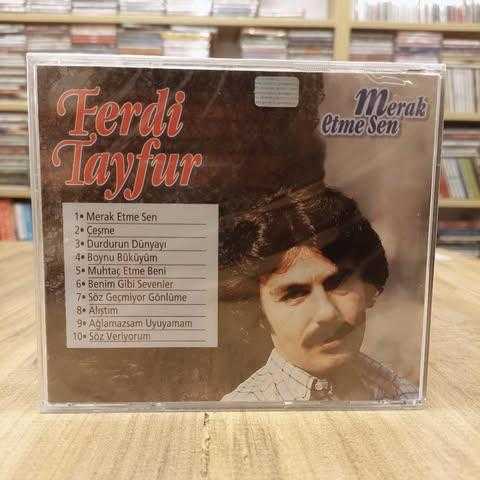 Ferdi
Tayfur
Merak
Etme Sen
1• Merak Etme Sen
2• Çeşme
3• Durdurun Dünyayı
4• Boynu Büküyüm
5• Muhtaç Etme Beni
6• Benim Gibi Sevenler
7• Söz Geçmiyor Gönlüme
8• Alıştım
9• Ağlamazsam Uyuyamam
10• Söz Veriyorum